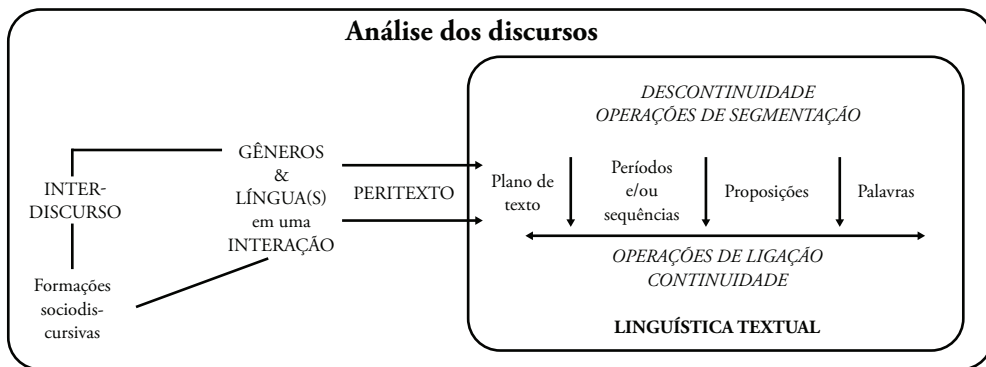 Análise dos discursos
DESCONTINUIDADE
OPERAÇÕES DE SEGMENTAÇÃO
INTER-
DISCURSO
Formações
sociodis-
cursivas
GÊNEROS
&
LÍNGUA(S)
em uma
INTERAÇÃO
PERITEXTO
Plano de
texto
Períodos
e/ou
sequências
Proposições
Palavras
OPERAÇÕES DE LIGAÇÃO
CONTINUIDADE
LINGUÍSTICA TEXTUAL